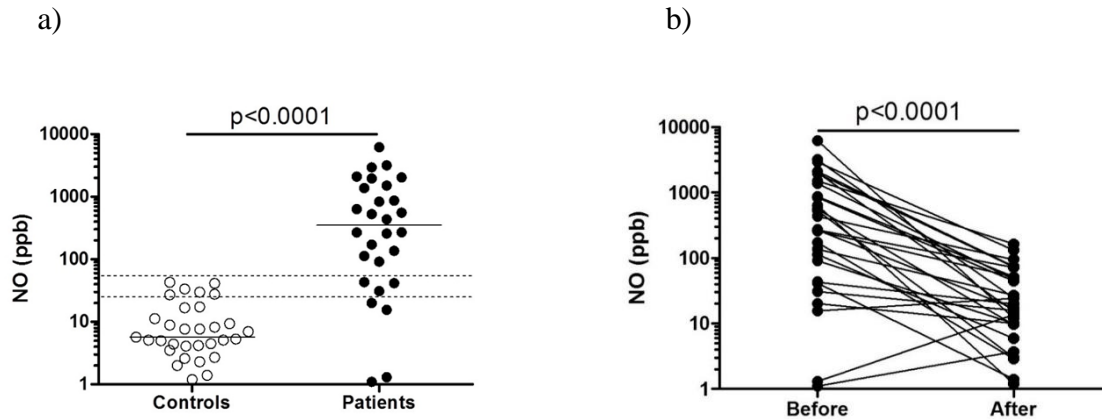 a)
p<0.0001
NO (ppb)
10000
1000
100
10
1
Controls
Patients
b)
p<0.0001
NO (ppb)
10000
1000
100
10
1
Before
After